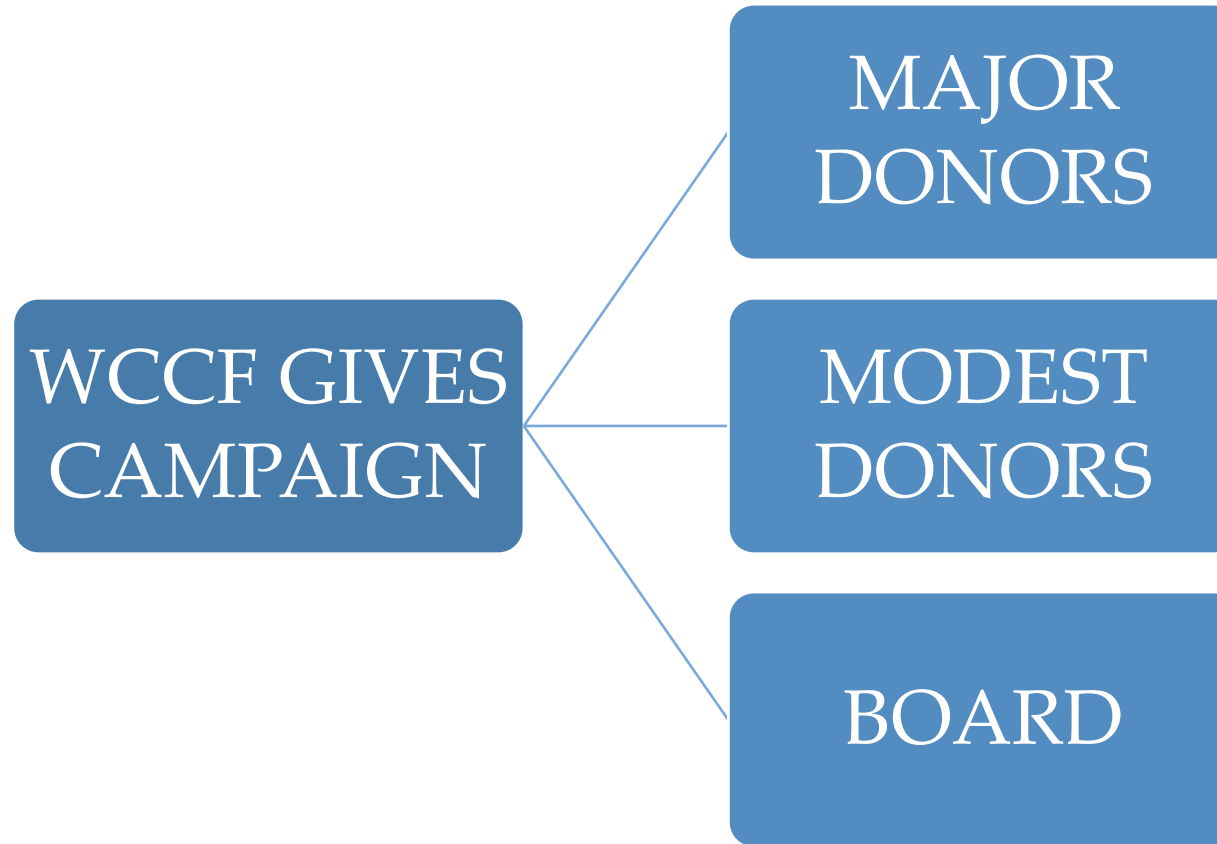 WCCF GIVES
CAMPAIGN
MAJOR
DONORS
MODEST
DONORS
BOARD